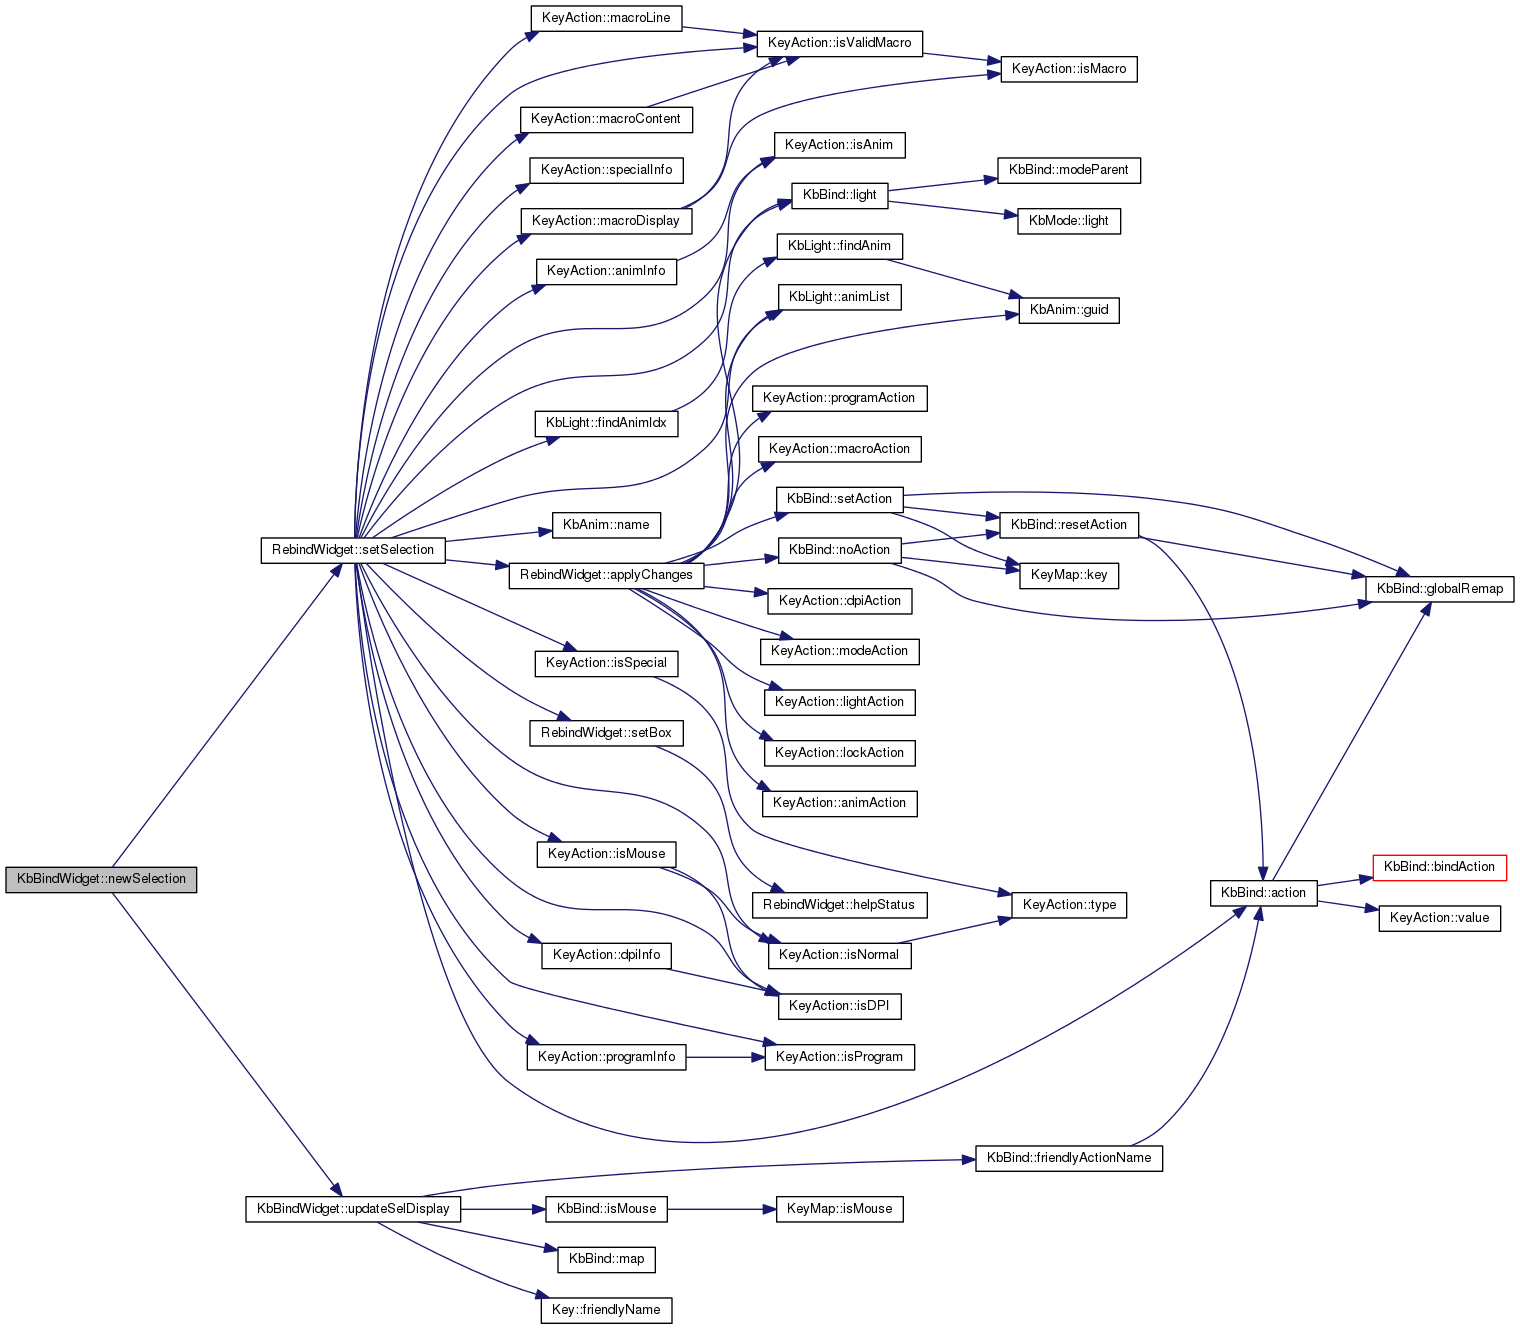 KeyAction::macroLine
KeyAction::isValidMacro
KeyAction::isMacro
KeyAction::macroContent
KeyAction::isAnim
KeyAction::specialInfo
KbBind::modeParent
KbBind::light
KeyAction::macroDisplay
KbMode::light
KbLight::findAnim
KeyAction::animInfo
KbLight::animList
KbAnim::guid
KeyAction::programAction
KbLight::findAnimIdx
KeyAction::macroAction
KbBind::setAction
KbAnim::name
KbBind::resetAction
RebindWidget::setSelection
KbBind::noAction
RebindWidget::applyChanges
KeyMap::key
KbBind::globalRemap
KeyAction::dpiAction
KeyAction::modeAction
KeyAction::isSpecial
KeyAction::lightAction
RebindWidget::setBox
KeyAction::lockAction
KeyAction::animAction
KeyAction::isMouse
KbBind::bindAction
KbBindWidget::newSelection
KbBind::action
RebindWidget::helpStatus
KeyAction::type
KeyAction::value
KeyAction::dpiInfo
KeyAction::isNormal
KeyAction::isDPI
KeyAction::programInfo
KeyAction::isProgram
KbBind::friendlyActionName
KbBindWidget::updateSelDisplay
KbBind::isMouse
KeyMap::isMouse
KbBind::map
Key::friendlyName